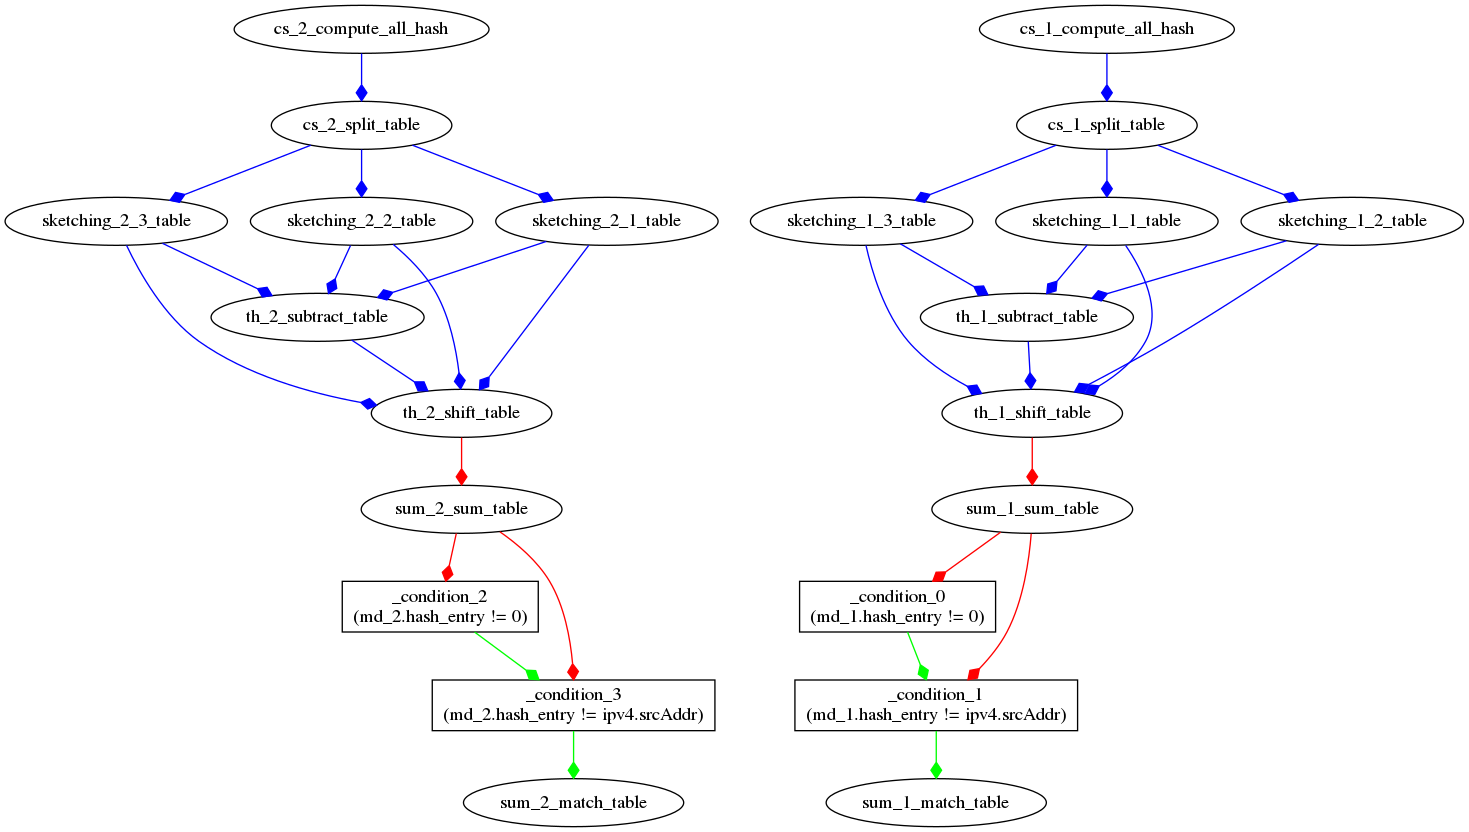 cs_2_compute_all_hash
cs_1_compute_all_hash
cs_2_split_table
cs_1_split_table
sketching_2_3_table
sketching_2_2_table
sketching_2_1_table
sketching_1_3_table
sketching_1_1_table
sketching_1_2_table
th_2_subtract_table
th_1_subtract_table
th_2_shift_table
th_1_shift_table
sum_2_sum_table
sum_1_sum_table
_condition_2
(md_2.hash_entry != 0)
_condition_0
(md_1.hash_entry != 0)
_condition_3
(md_2.hash_entry != ipv4.srcAddr)
_condition_1
(md_1.hash_entry != ipv4.srcAddr)
sum_2_match_table
sum_1_match_table